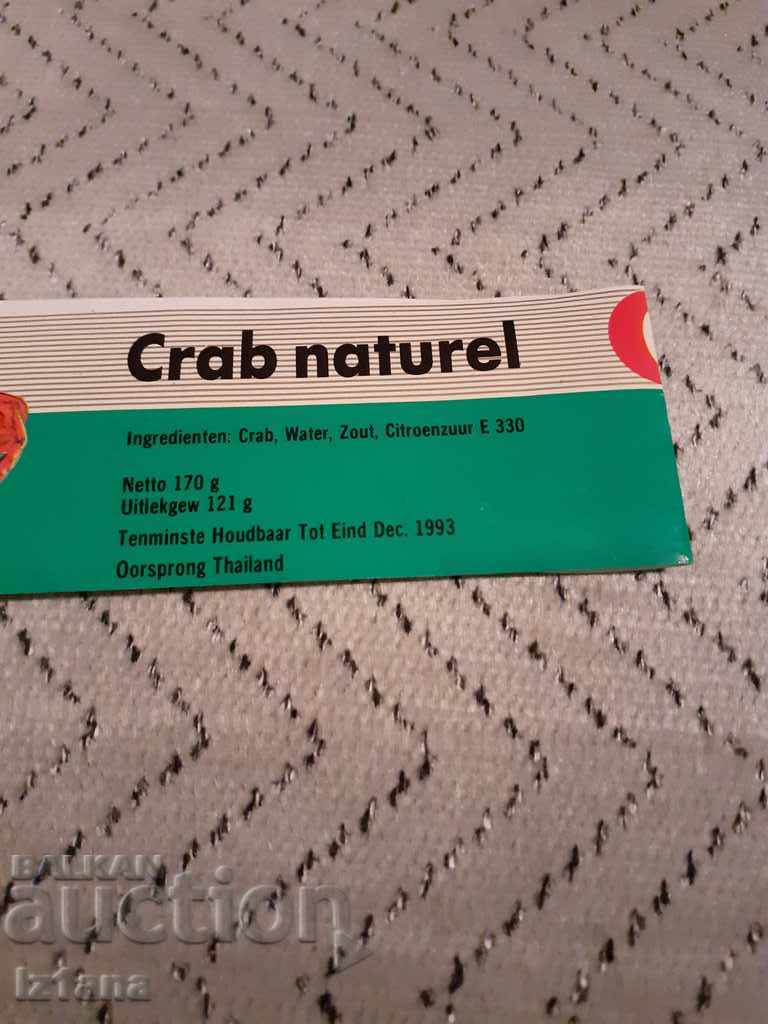 Crab naturel
Ingredienten: Crab, Water, Zout, Citroenzuur E 330
Netto 170 g
Uitlekgew 121 g
Tenminste Houdbaar Tot Eind Dec. 1993
Oorsprong Thailand
BALKAN
auction
Iztana